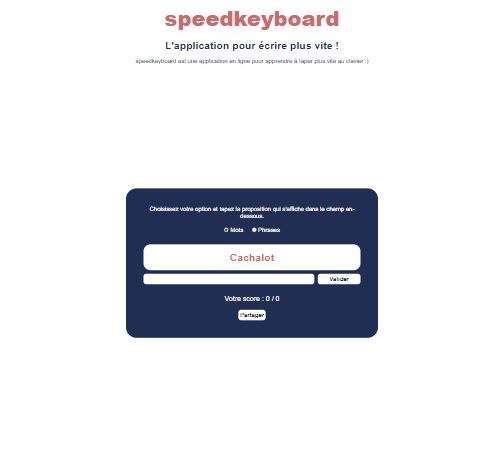 speedkeyboard
L'application pour écrire plus vite !
speedkeyboard est une application en ligne pour apprendre à taper plus vite au clavier :)
Choisissez votre option et tapez la proposition qui s'affiche dans le champ en-
dessous.
Mots Phrases
Cachalot
Valider
Votre score : 0 / 0
Partager